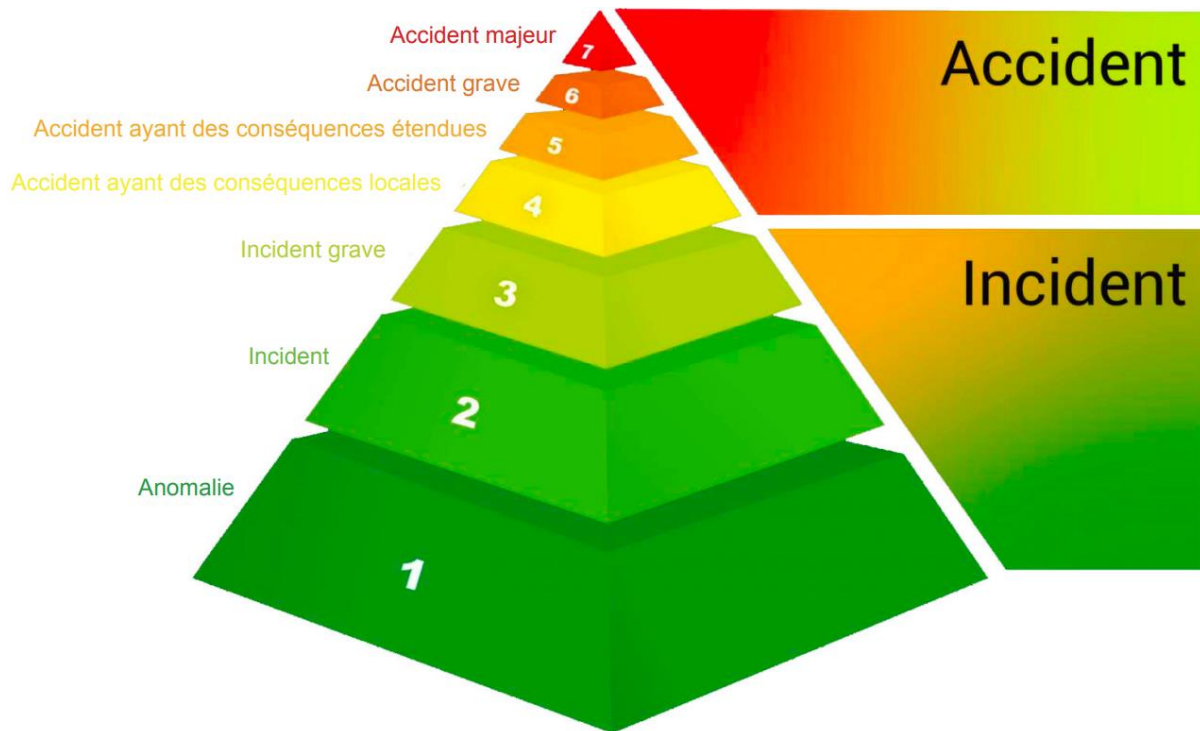 Accident majeur
7
Accident
Accident grave
6
Accident ayant des conséquences étendues
5
Accident ayant des conséquences locales
4
Incident grave
3
Incident
Incident
2
Anomalie
1